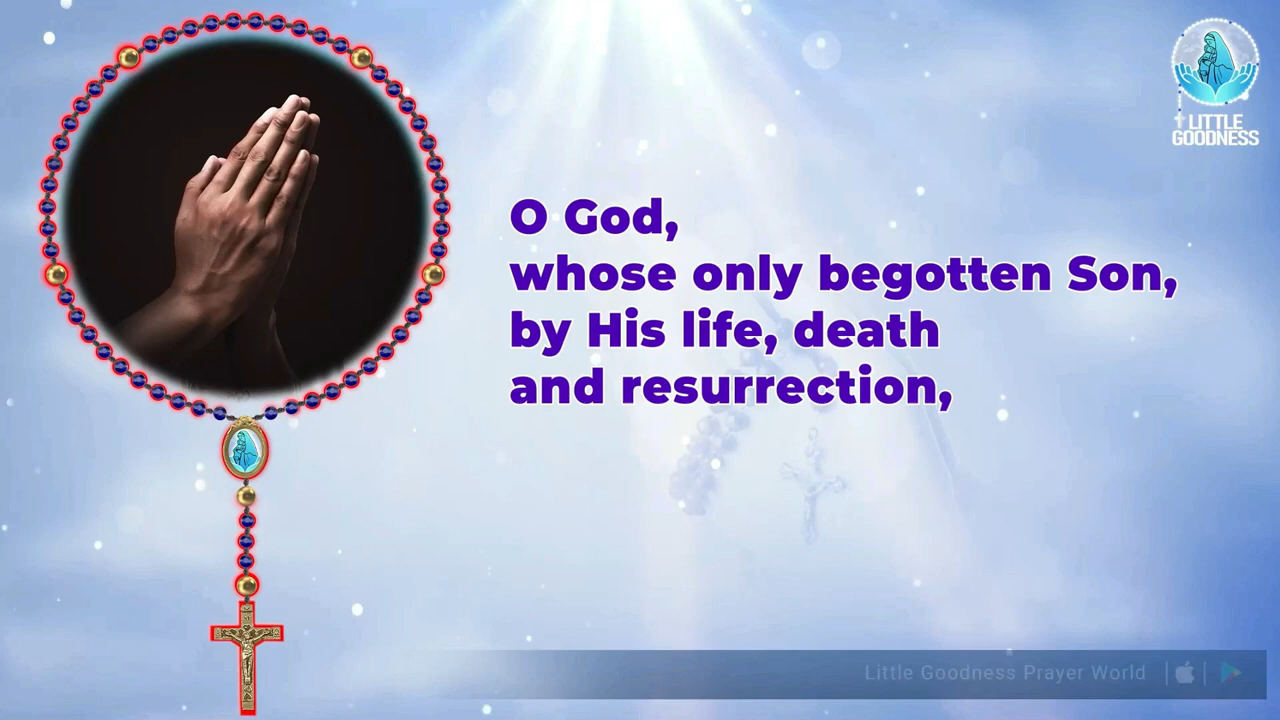 LITTLE
GOODNESS
O God,
whose only begotten Son,
by His life, death
and resurrection,
Little Goodness Prayer World